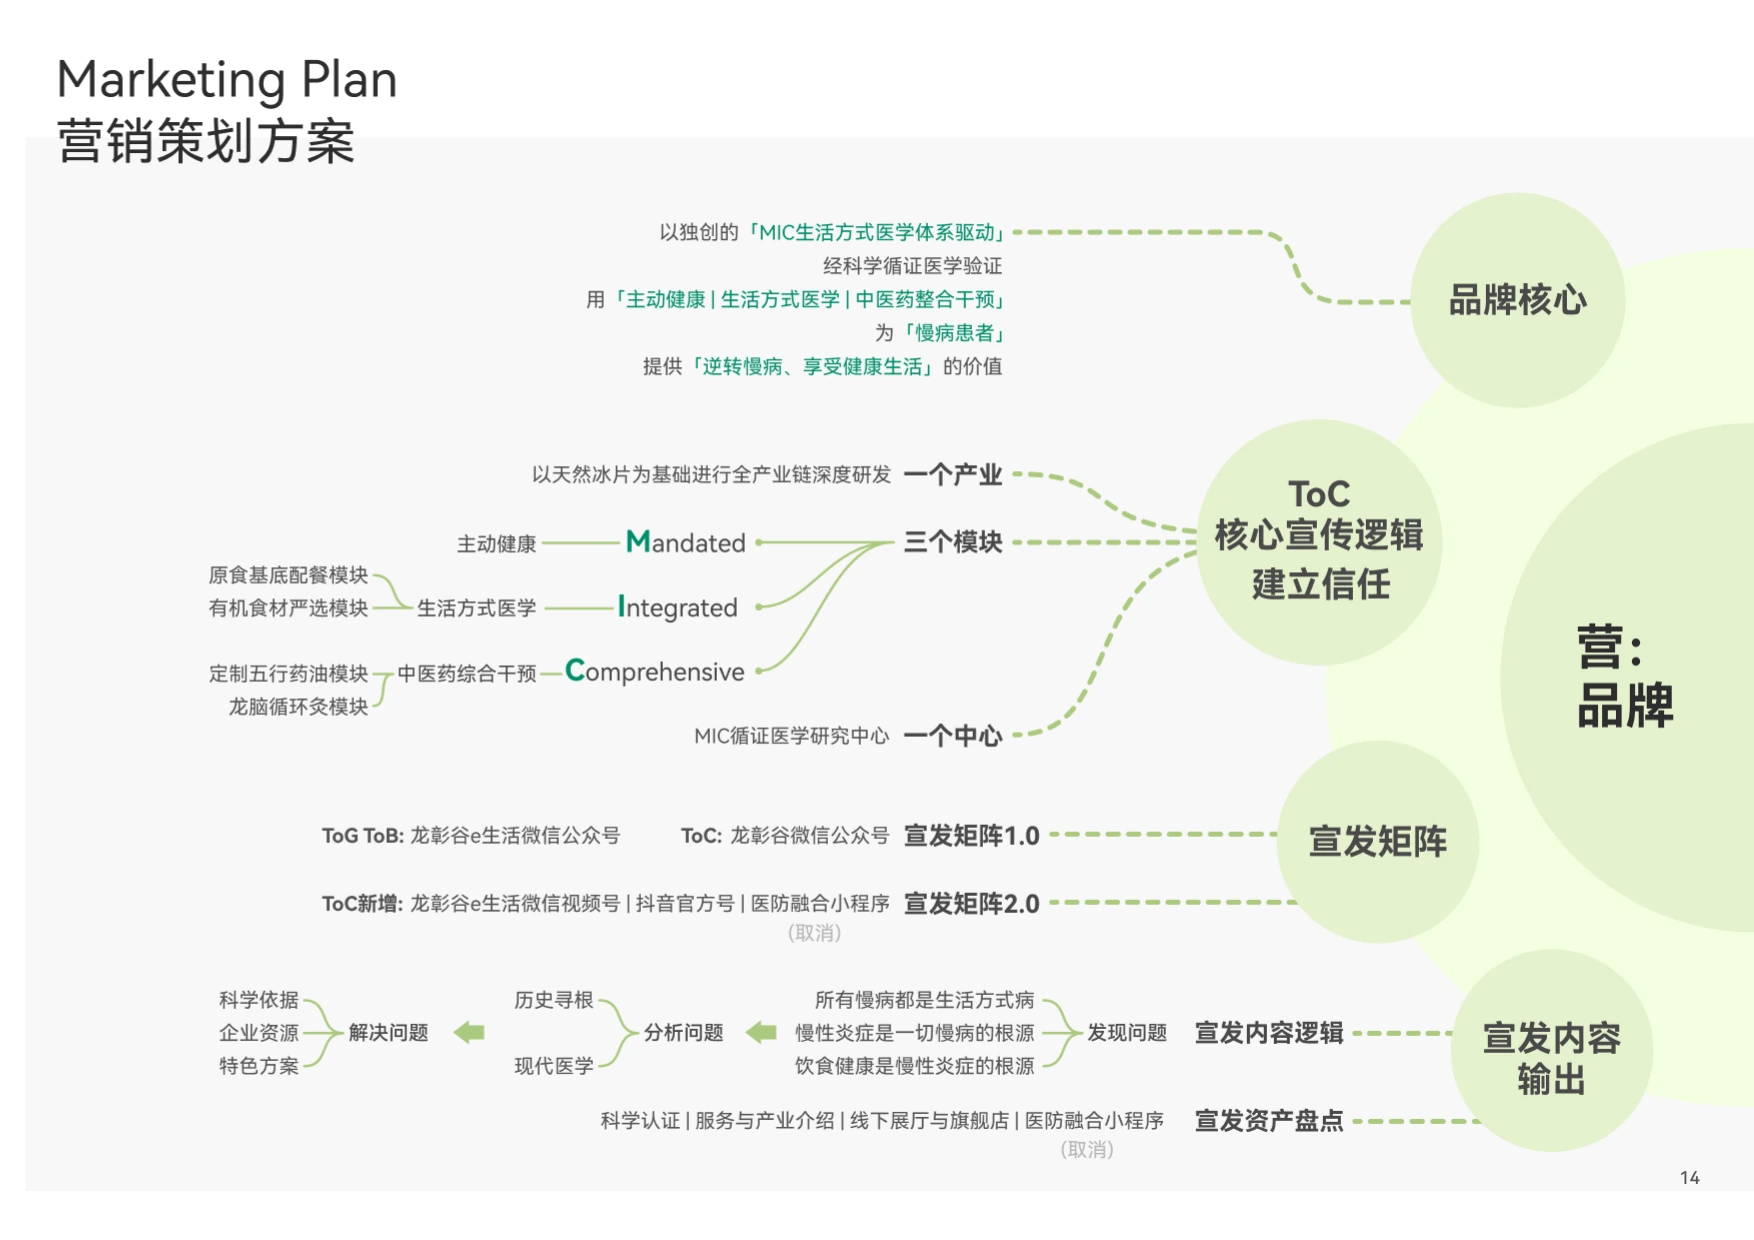 Marketing Plan
营销策划方案
以独创的「MIC生活方式医学体系驱动」
经科学循证医学验证
用「主动健康 | 生活方式医学 | 中医药整合干预」
为「慢病患者」
提供「逆转慢病、享受健康生活」的价值
品牌核心
以天然冰片为基础进行全产业链深度研发 一个产业
主动健康 Mandated 三个模块
原食基底配餐模块
有机食材严选模块 生活方式医学 Integrated
定制五行药油模块 中医药综合干预 Comprehensive
龙脑循环灸模块
MIC循证医学研究中心 一个中心
ToC
核心宣传逻辑
建立信任
营：
品牌
ToG ToB: 龙彰谷e生活微信公众号 ToC: 龙彰谷微信公众号 宣发矩阵1.0
ToC新增: 龙彰谷e生活微信视频号 | 抖音官方号 | 医防融合小程序 宣发矩阵2.0
（取消）
宣发矩阵
科学依据
企业资源
特色方案
解决问题
历史寻根
现代医学
分析问题
所有慢病都是生活方式病
慢性炎症是一切慢病的根源
饮食健康是慢性炎症的根源
发现问题
宣发内容逻辑
科学认证 | 服务与产业介绍 | 线下展厅与旗舰店 | 医防融合小程序 宣发资产盘点
（取消）
宣发内容
输出
14